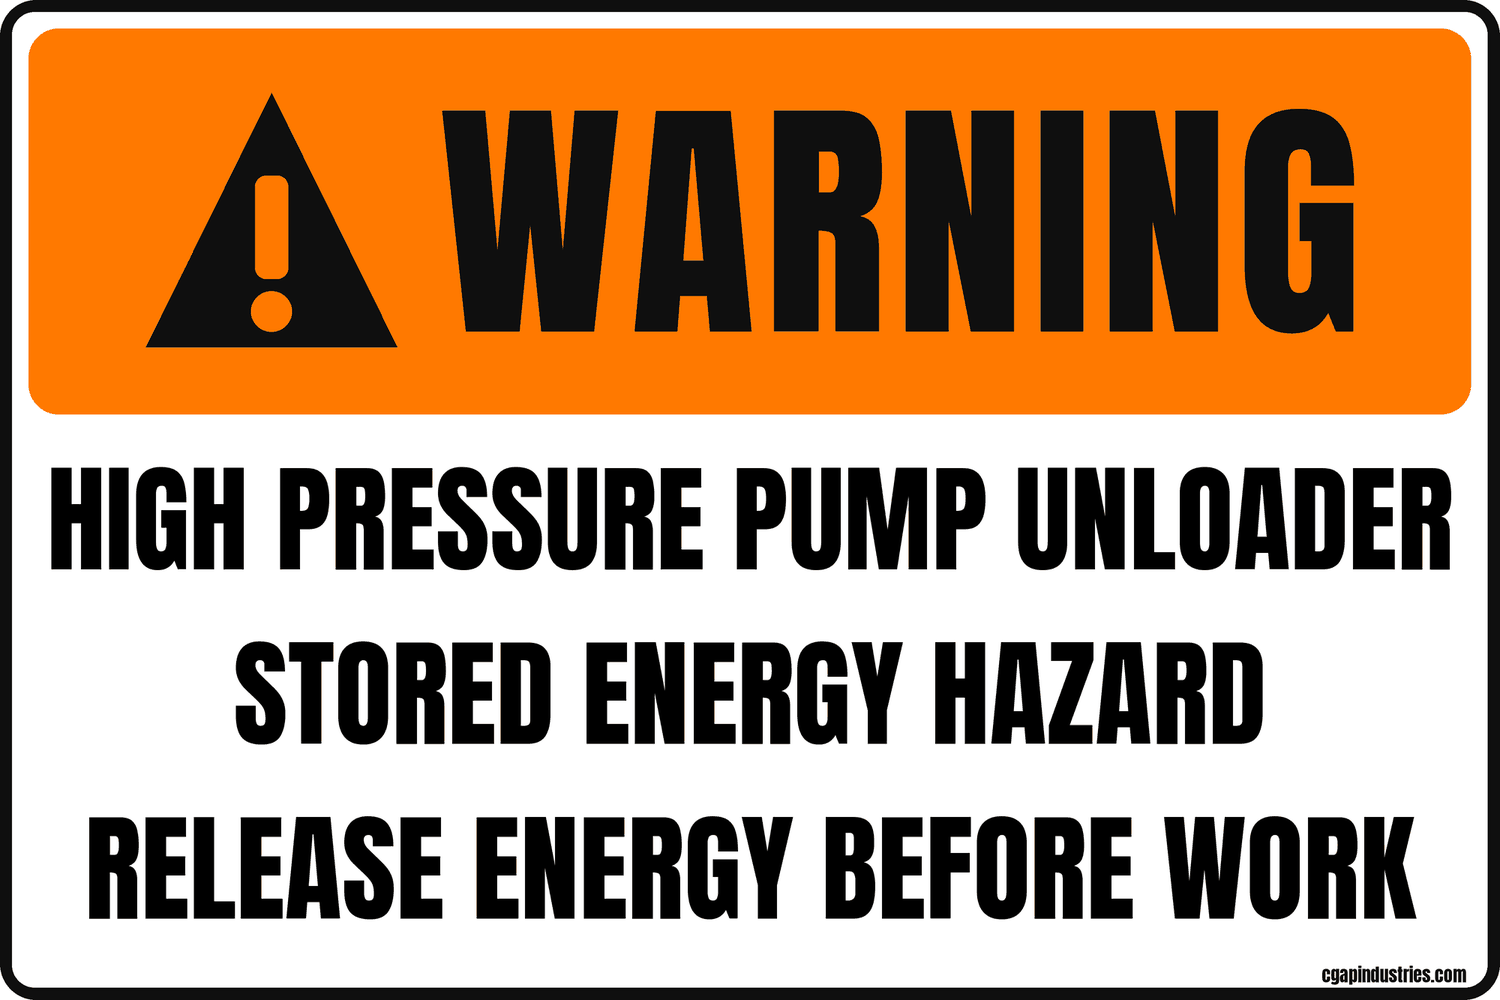 WARNING
HIGH PRESSURE PUMP UNLOADER
STORED ENERGY HAZARD
RELEASE ENERGY BEFORE WORK
cgapindustries.com